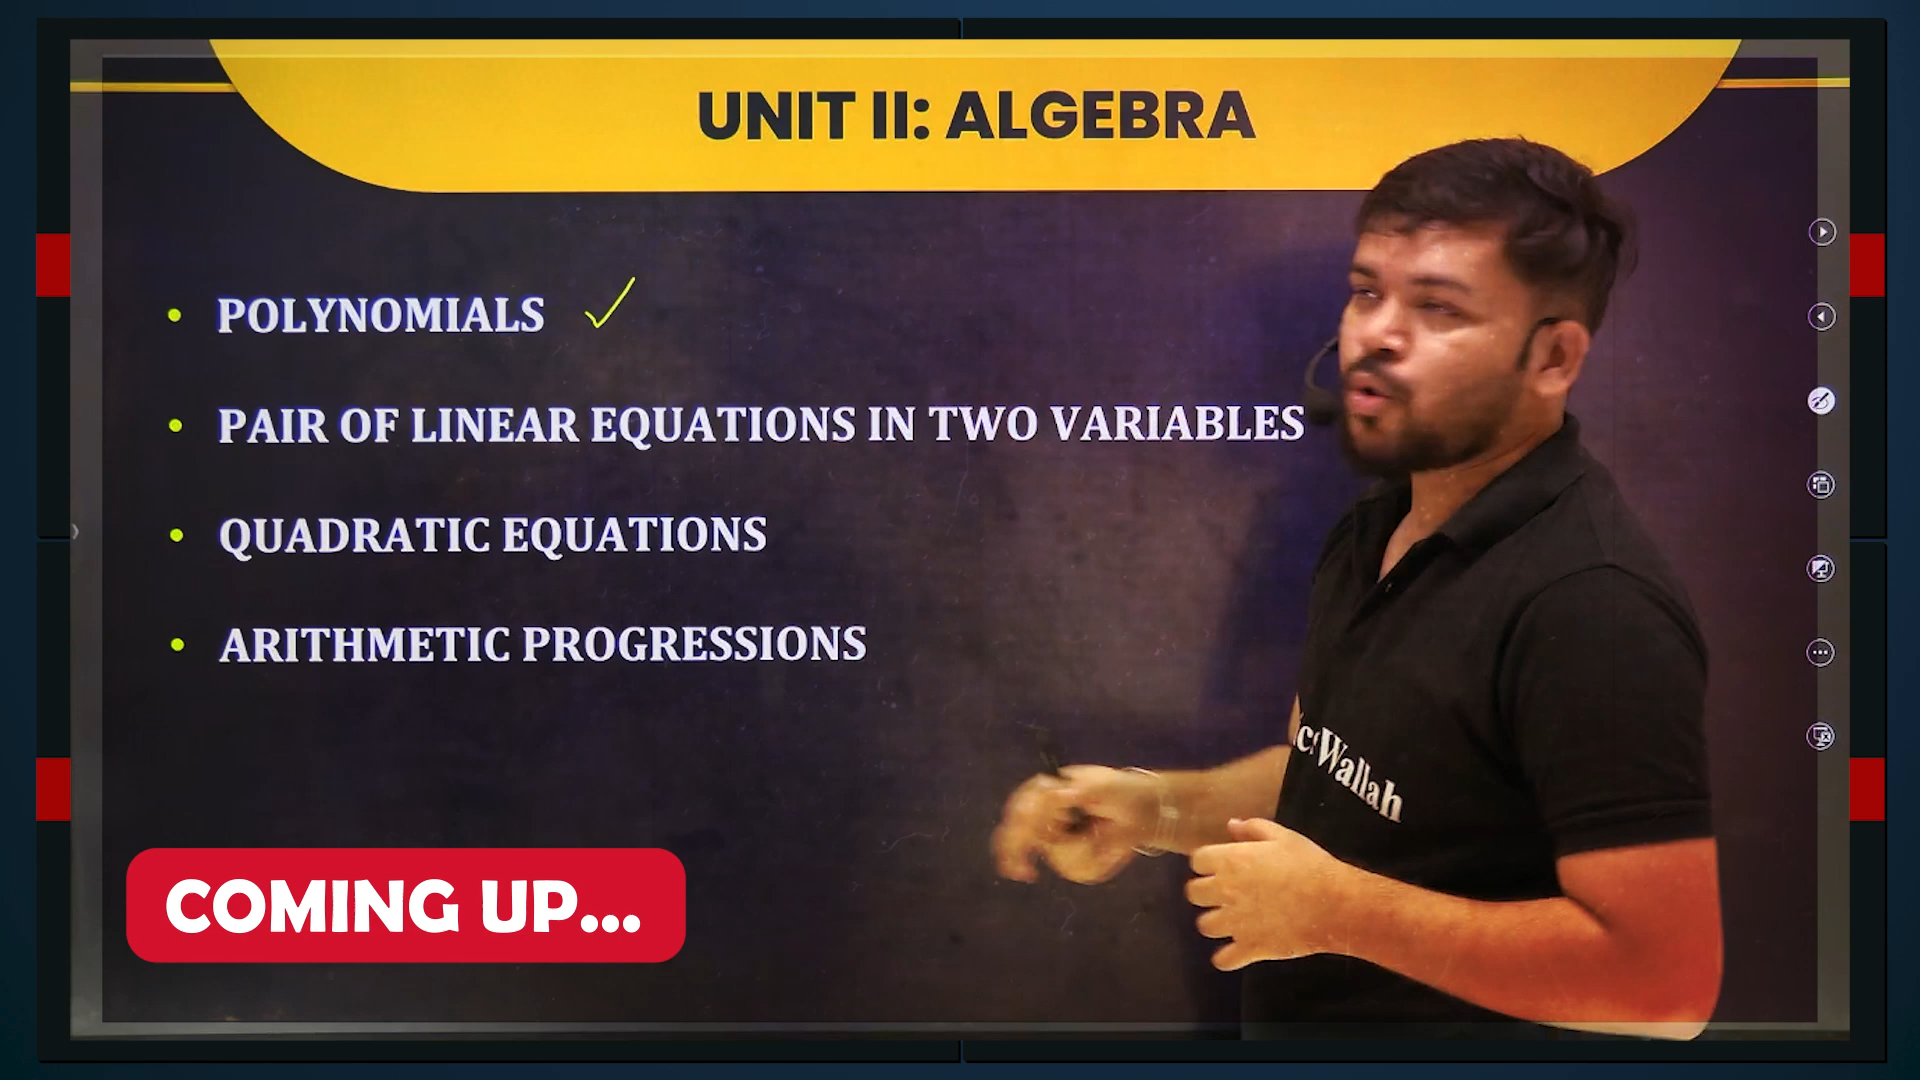 UNIT II: ALGEBRA
POLYNOMIALS
PAIR OF LINEAR EQUATIONS IN TWO VARIABLES
QUADRATIC EQUATIONS
ARITHMETIC PROGRESSIONS
Wallah
COMING UP...